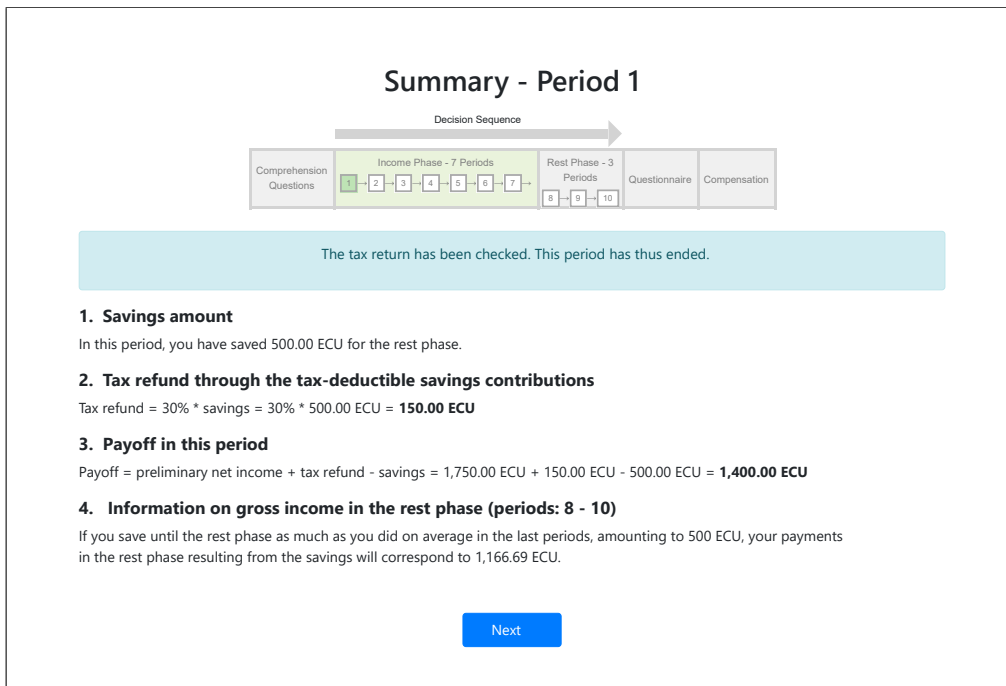 Summary - Period 1
Decision Sequence
Comprehension
Questions
Income Phase - 7 Periods
1 → 2 → 3 → 4 → 5 → 6 → 7 →
Rest Phase - 3
Periods
8 → 9 → 10
Questionnaire
Compensation
The tax return has been checked. This period has thus ended.
1. Savings amount
In this period, you have saved 500.00 ECU for the rest phase.
2. Tax refund through the tax-deductible savings contributions
Tax refund = 30% * savings = 30% * 500.00 ECU = 150.00 ECU
3. Payoff in this period
Payoff = preliminary net income + tax refund - savings = 1,750.00 ECU + 150.00 ECU - 500.00 ECU = 1,400.00 ECU
4. Information on gross income in the rest phase (periods: 8 - 10)
If you save until the rest phase as much as you did on average in the last periods, amounting to 500 ECU, your payments
in the rest phase resulting from the savings will correspond to 1,166.69 ECU.
Next